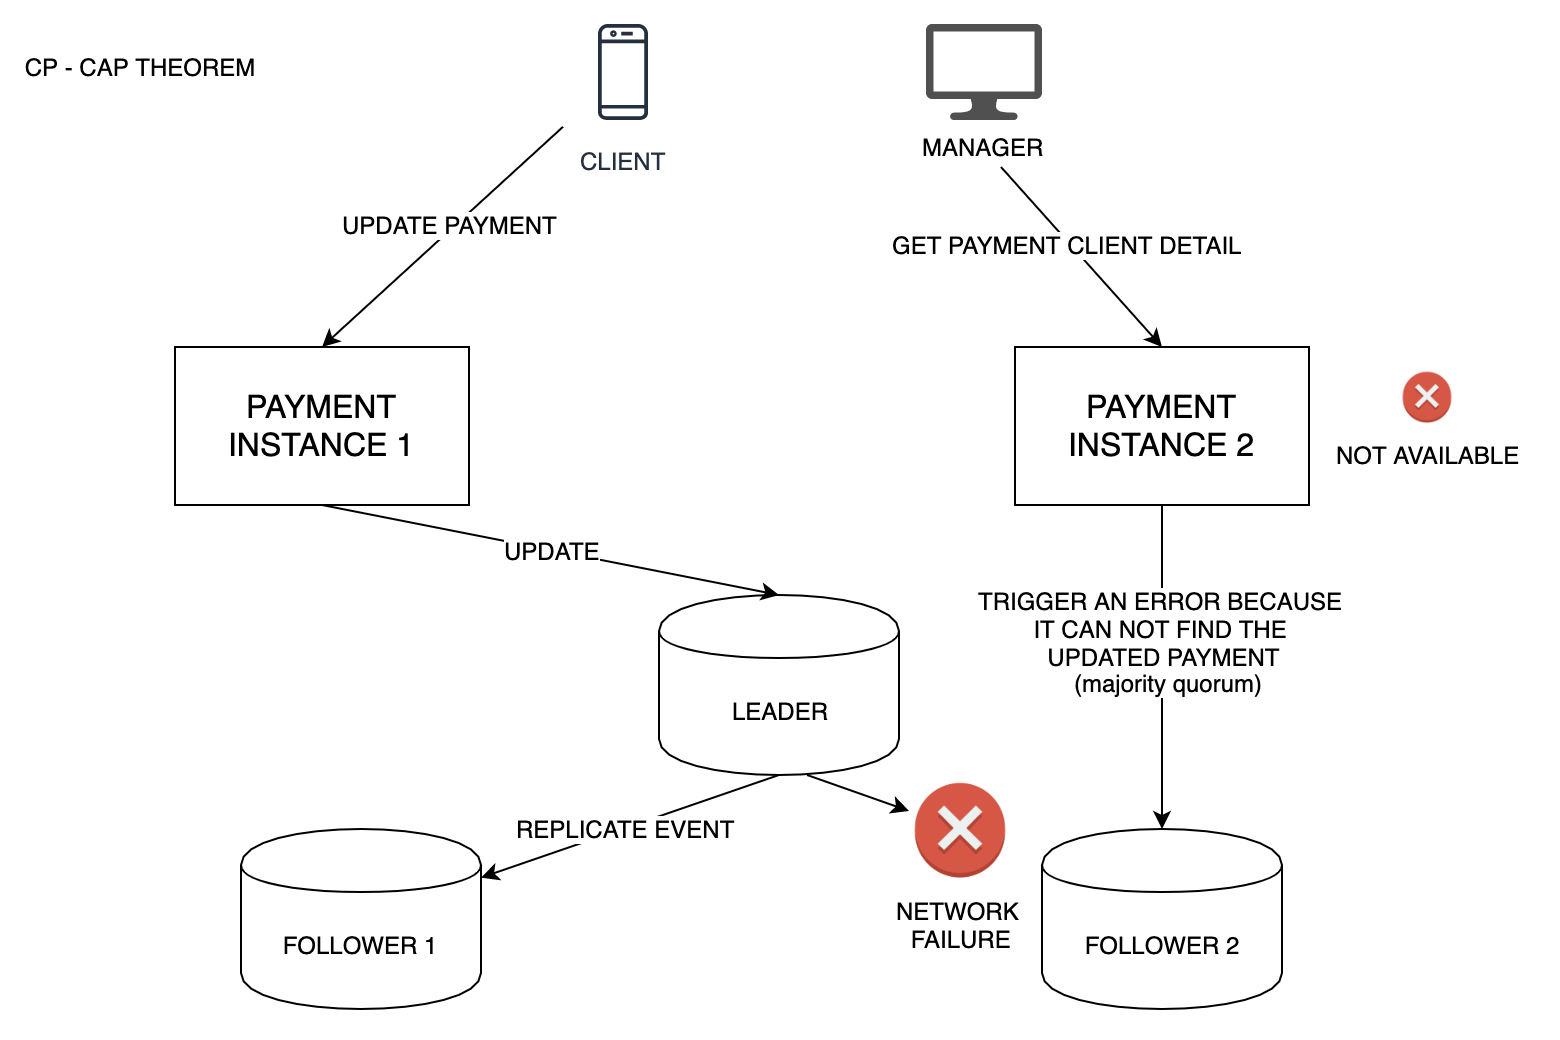 CP - CAP THEOREM
CLIENT
MANAGER
UPDATE PAYMENT
GET PAYMENT CLIENT DETAIL
PAYMENT
INSTANCE 1
PAYMENT
INSTANCE 2
NOT AVAILABLE
UPDATE
TRIGGER AN ERROR BECAUSE
IT CAN NOT FIND THE
UPDATED PAYMENT
(majority quorum)
LEADER
REPLICATE EVENT
NETWORK
FAILURE
FOLLOWER 1
FOLLOWER 2